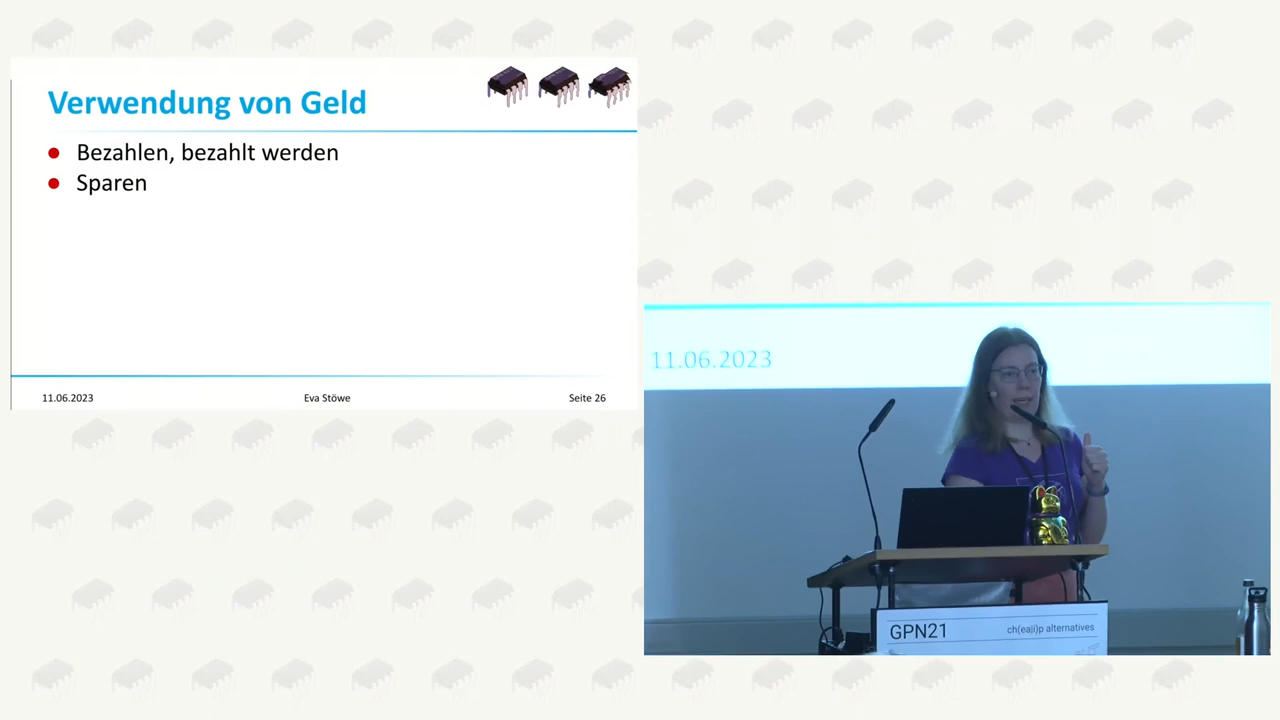 Verwendung von Geld
Bezahlen, bezahlt werden
Sparen
11.06.2023
Eva Stöwe
Seite 26
11.06.2023
GPN21
ch(ea|i)p alternatives